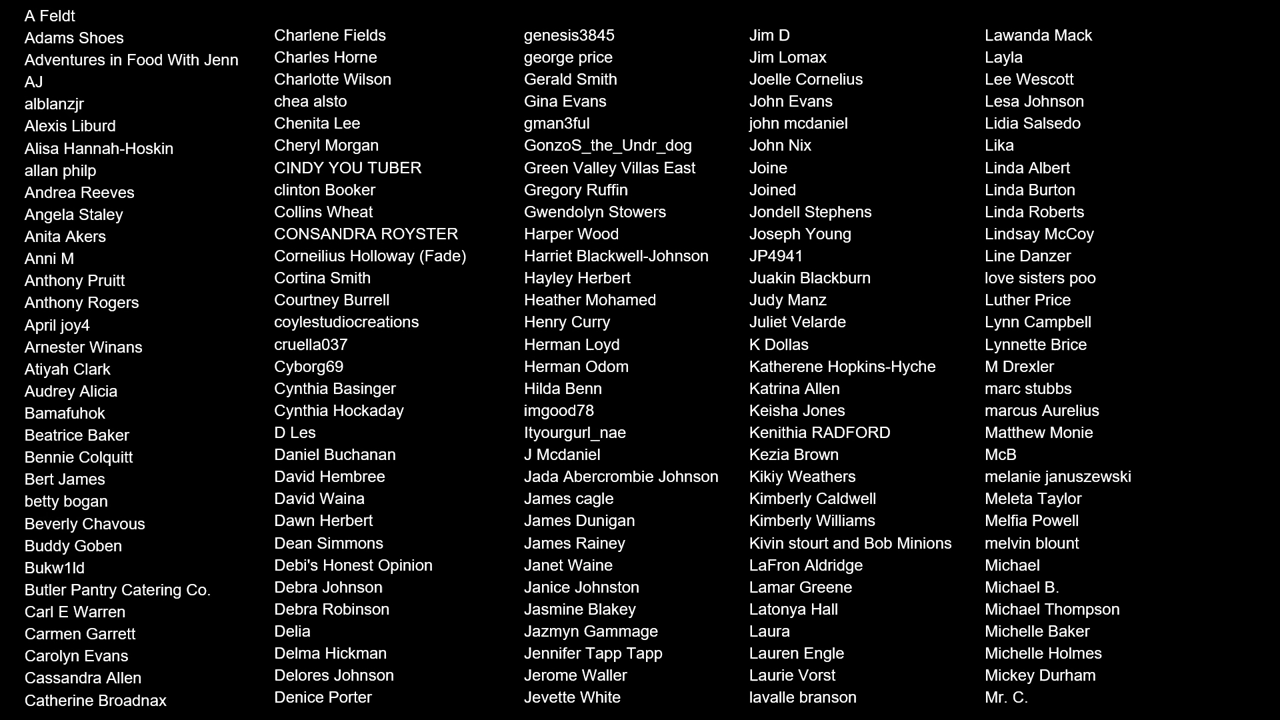 A Feldt
Adams Shoes
Adventures in Food With Jenn
AJ
alblanzjr
Alexis Liburd
Alisa Hannah-Hoskin
allan philp
Andrea Reeves
Angela Staley
Anita Akers
Anni M
Anthony Pruitt
Anthony Rogers
April joy4
Arnester Winans
Atiyah Clark
Audrey Alicia
Bamafuhok
Beatrice Baker
Bennie Colquitt
Bert James
betty bogan
Beverly Chavous
Buddy Goben
Bukw1ld
Butler Pantry Catering Co.
Carl E Warren
Carmen Garrett
Carolyn Evans
Cassandra Allen
Catherine Broadnax
Charlene Fields
Charles Horne
Charlotte Wilson
chea alsto
Chenita Lee
Cheryl Morgan
CINDY YOU TUBER
clinton Booker
Collins Wheat
CONSANDRA ROYSTER
Corneilius Holloway (Fade)
Cortina Smith
Courtney Burrell
coylestudiocreations
cruella037
Cyborg69
Cynthia Basinger
Cynthia Hockaday
D Les
Daniel Buchanan
David Hembree
David Waina
Dawn Herbert
Dean Simmons
Debi's Honest Opinion
Debra Johnson
Debra Robinson
Delia
Delma Hickman
Delores Johnson
Denice Porter
genesis3845
george price
Gerald Smith
Gina Evans
gman3ful
GonzoS_the_Undr_dog
Green Valley Villas East
Gregory Ruffin
Gwendolyn Stowers
Harper Wood
Harriet Blackwell-Johnson
Hayley Herbert
Heather Mohamed
Henry Curry
Herman Loyd
Herman Odom
Hilda Benn
imgood78
Ityourgurl_nae
J Mcdaniel
Jada Abercrombie Johnson
James cagle
James Dunigan
James Rainey
Janet Waine
Janice Johnston
Jasmine Blakey
Jazmyn Gammage
Jennifer Tapp Tapp
Jerome Waller
Jevette White
Jim D
Jim Lomax
Joelle Cornelius
John Evans
john mcdaniel
John Nix
Joine
Joined
Jondell Stephens
Joseph Young
JP4941
Juakin Blackburn
Judy Manz
Juliet Velarde
K Dollas
Katherene Hopkins-Hyche
Katrina Allen
Keisha Jones
Kenithia RADFORD
Kezia Brown
Kikiy Weathers
Kimberly Caldwell
Kimberly Williams
Kivin stourt and Bob Minions
LaFron Aldridge
Lamar Greene
Latonya Hall
Laura
Lauren Engle
Laurie Vorst
lavalle branson
Lawanda Mack
Layla
Lee Wescott
Lesa Johnson
Lidia Salsedo
Lika
Linda Albert
Linda Burton
Linda Roberts
Lindsay McCoy
Line Danzer
love sisters poo
Luther Price
Lynn Campbell
Lynnette Brice
M Drexler
marc stubbs
marcus Aurelius
Matthew Monie
McB
melanie januszewski
Meleta Taylor
Melfia Powell
melvin blount
Michael
Michael B.
Michael Thompson
Michelle Baker
Michelle Holmes
Mickey Durham
Mr. C.